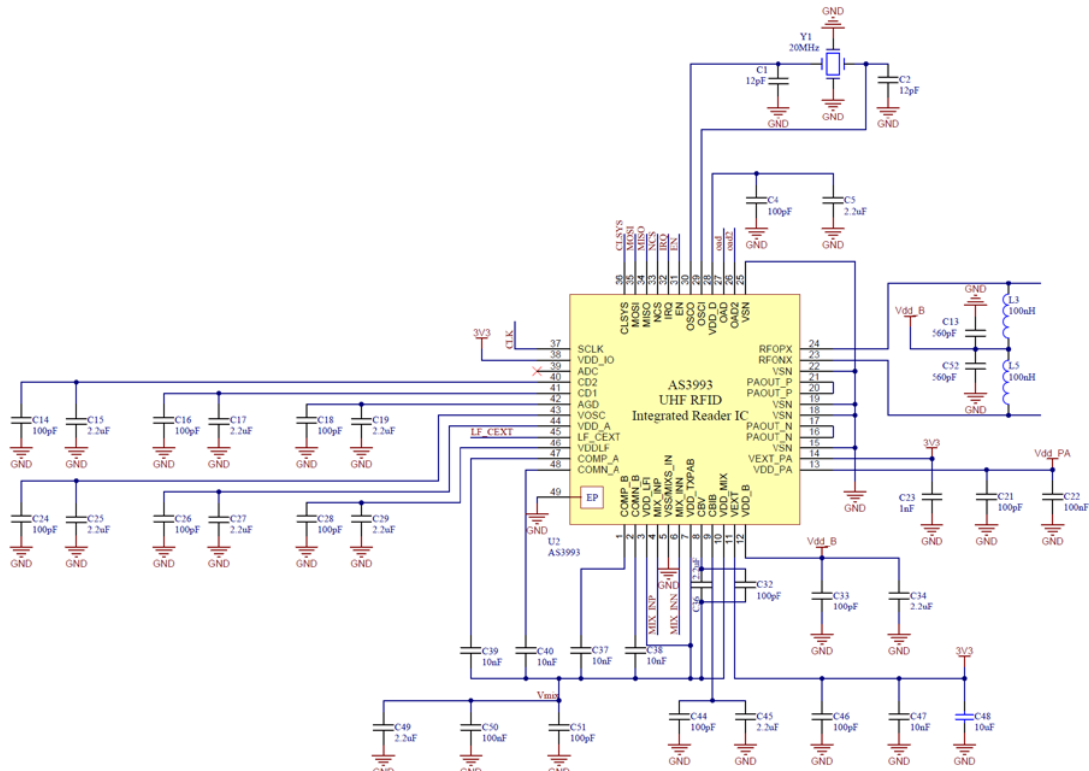 GND
Y1
20MHz
C1
12pF
C2
12pF
GND
GND
GND
C4
100pF
C5
2.2uF
GND
GND
CLSYS
MOSI
MISO
NCS
IRQ
EN
oad
oad2
36
35
34
33
32
31
30
29
28
27
26
25
CLSYS
MOSI
MISO
NCS
IRQ
EN
OSCO
OSCI
VDD_D
OAD
OAD2
VSN
CLK
3V3
37 SCLK
38 VDD_IO
39 ADC
40 CD2
41 CD1
42 AGD
43 VOSC
44 VDD_A
LF_CEXT 45 LF_CEXT
46 VDDLF
47 COMP_A
48 COMN_A
49 EP
GND
AS3993
UHF RFID
Integrated Reader IC
RFOPX 24
RFONX 23
VSN 22
PAOUT_P 21
PAOUT_P 20
VSN 19
VSN 18
PAOUT_N 17
PAOUT_N 16
VSN 15
VEXT_PA 14
VDD_PA 13
GND
GND
Vdd_B
C13
560pF
L3
100nH
C52
560pF
L5
100nH
GND
3V3
Vdd_PA
C23
1nF
C21
100pF
C22
100nF
GND
GND
GND
C14
100pF
C15
2.2uF
C16
100pF
C17
2.2uF
C18
100pF
C19
2.2uF
GND
GND
GND
GND
GND
GND
C24
100pF
C25
2.2uF
C26
100pF
C27
2.2uF
C28
100pF
C29
2.2uF
GND
GND
GND
GND
GND
GND
U2
AS3993
COMP_B
COMN_B
VDD_LFI
MIX_INP
VSS/MIXS_IN
MIX_INN
VDD_TXPAB
CBV
CBIB
VDD_MIX
VEXT
VDD_B
1
2
3
4
5
6
7
8
9
10
11
12
GND
MIX_INP
MIX_INN
C36
2.2uF
C32
100pF
Vdd_B
C33
100pF
C34
2.2uF
GND
GND
C39
10nF
C40
10nF
C37
10nF
C38
10nF
Vmix
3V3
C49
2.2uF
C50
100nF
C51
100pF
C44
100pF
C45
2.2uF
C46
100pF
C47
10nF
C48
10uF
GND
GND
GND
GND
GND
GND
GND
GND